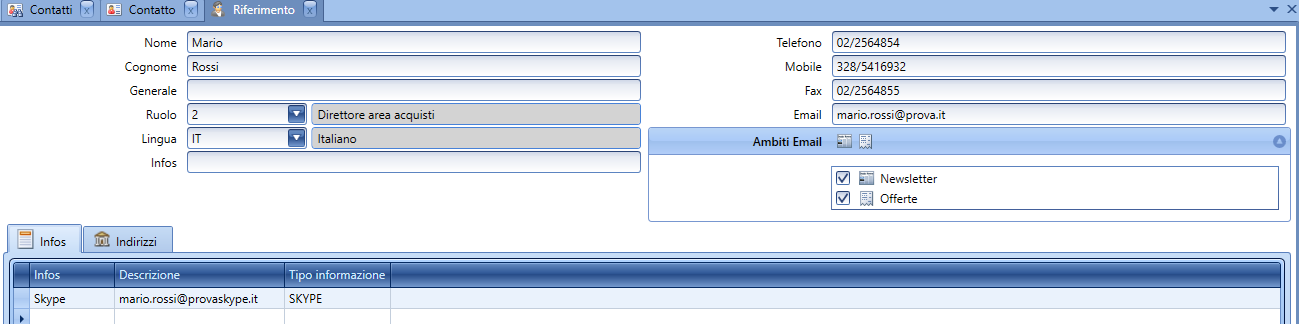 Contatti Contatto Riferimento
Nome Mario
Cognome Rossi
Generale
Ruolo 2 Direttore area acquisti
Lingua IT Italiano
Infos
Telefono 02/2564854
Mobile 328/5416932
Fax 02/2564855
Email mario.rossi@prova.it
Ambiti Email
Newsletter
Offerte
Infos Indirizzi
Infos Descrizione Tipo informazione
Skype mario.rossi@provaskype.it SKYPE